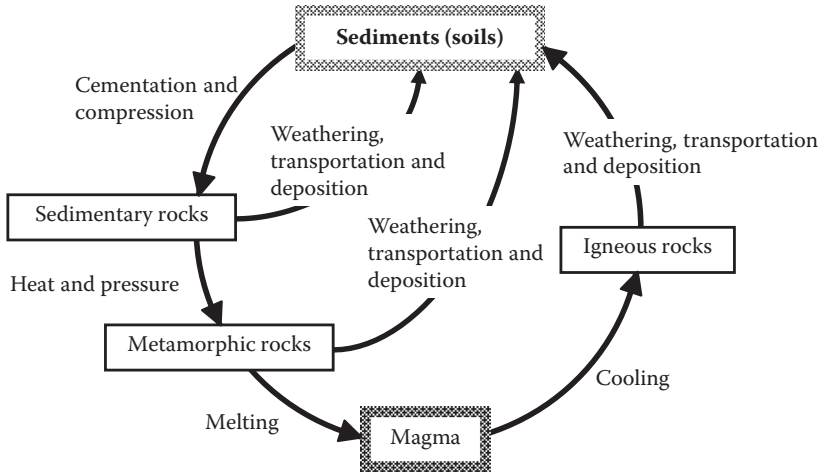 Sediments (soils)
Cementation and
compression
Weathering,
transportation and
deposition
Weathering, transportation
and deposition
Sedimentary rocks
Weathering,
transportation and
deposition
Igneous rocks
Heat and pressure
Metamorphic rocks
Cooling
Melting
Magma